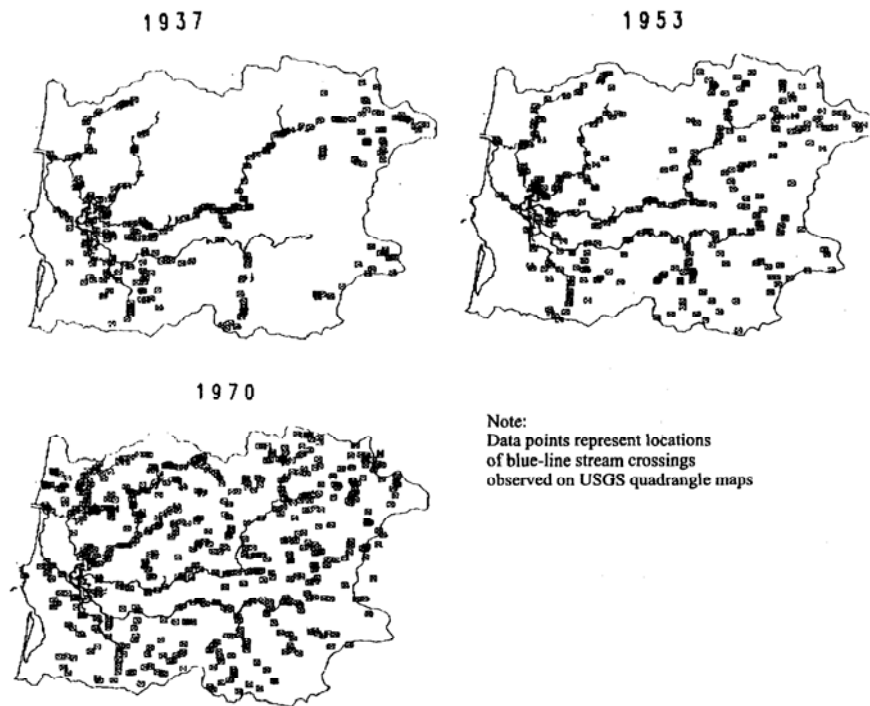 1937
1953
1970
Note:
Data points represent locations
of blue-line stream crossings
observed on USGS quadrangle maps